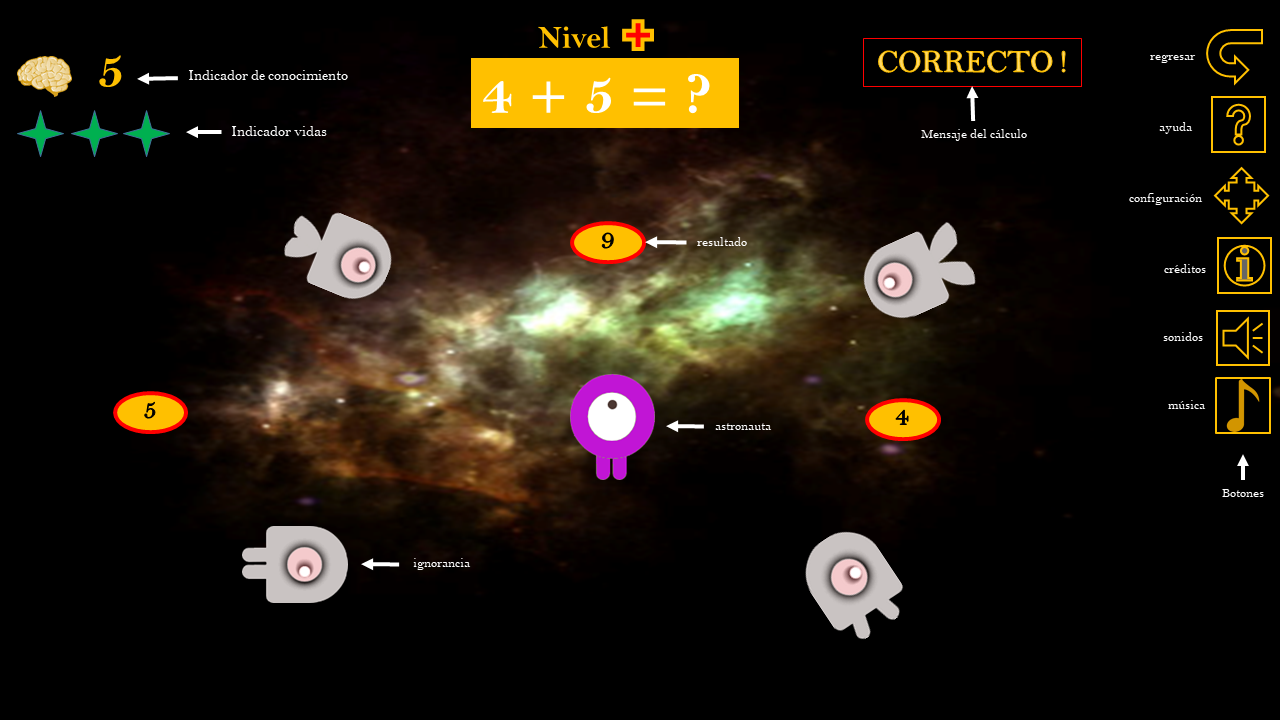 Nivel
5
Indicador de conocimiento
Indicador vidas
4 + 5 = ?
CORRECTO !
Mensaje del cálculo
regresar
ayuda
?
configuración
créditos
i
sonidos
música
Botones
9
resultado
5
astronauta
4
ignorancia